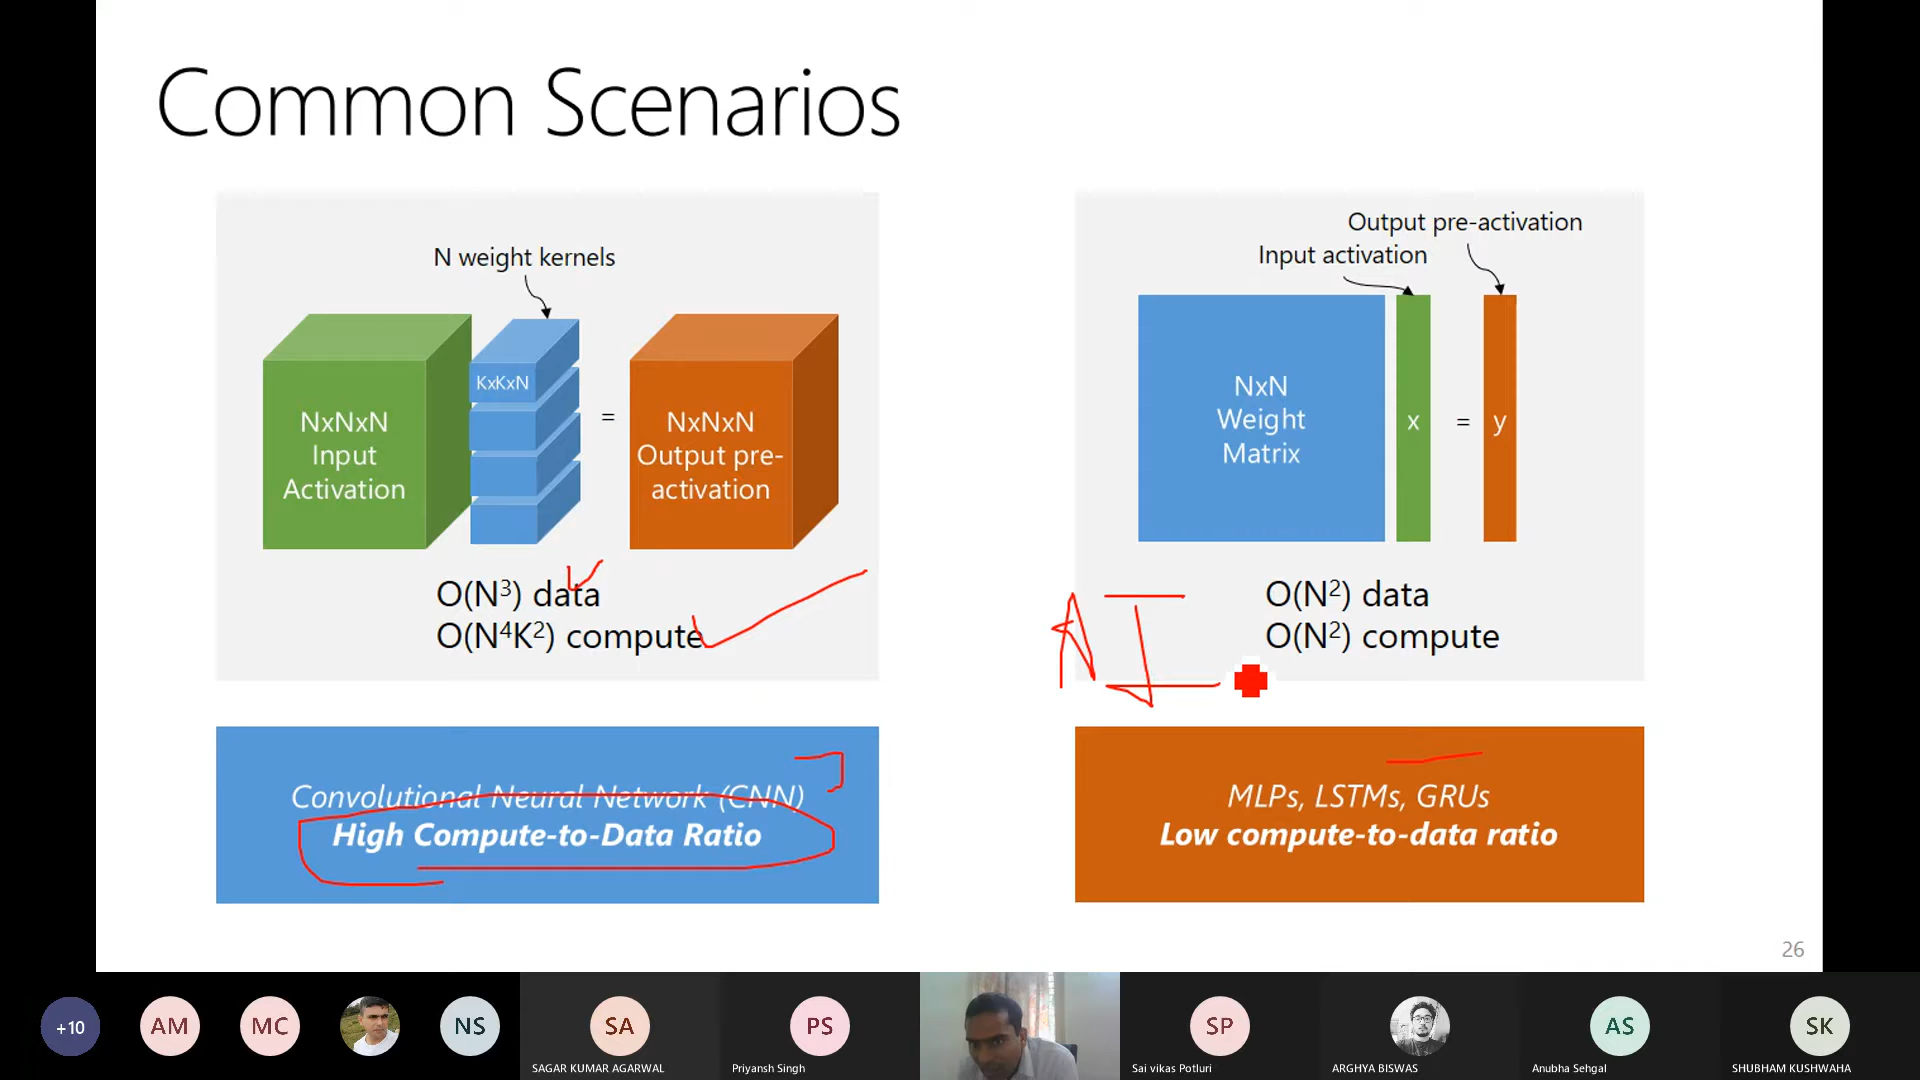 Common Scenarios
N weight kernels
KxKxN
NxNxN
Input
Activation
=
NxNxN
Output pre-
activation
O(N³) data
O(N⁴K²) compute
Output pre-activation
Input activation
NxN
Weight
Matrix
x
=
y
O(N²) data
O(N²) compute
AI
Convolutional Neural Network (CNN)
High Compute-to-Data Ratio
MLPs, LSTMs, GRUs
Low compute-to-data ratio
26
+10
AM
MC
NS
SA
SAGAR KUMAR AGARWAL
PS
Priyansh Singh
SP
Sai vikas Potluri
ARGHYA BISWAS
AS
Anubha Sehgal
SK
SHUBHAM KUSHWAHA